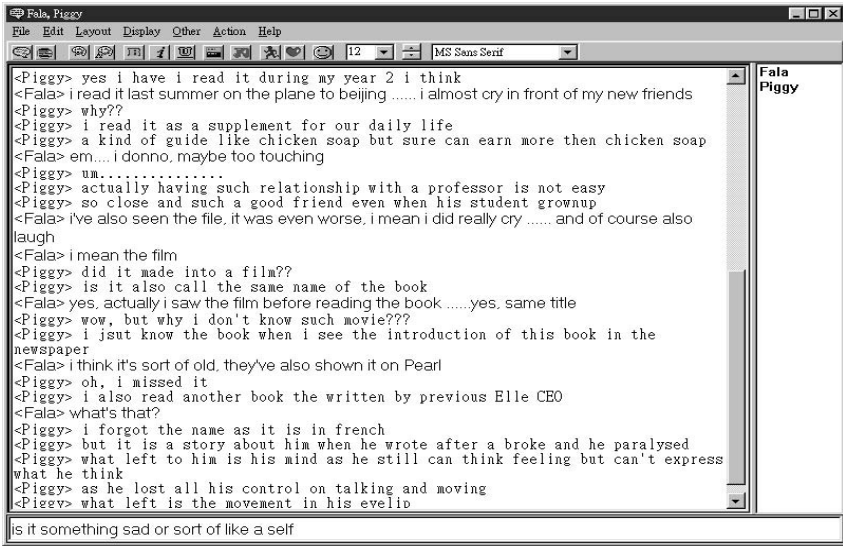 Fala, Piggy
File Edit Layout Display Other Action Help
12 MS Sans Serif
<Piggy> yes i have i read it during my year 2 i think
<Fala> i read it last summer on the plane to beijing ...... i almost cry in front of my new friends
<Piggy> why??
<Piggy> i read it as a supplement for our daily life
<Piggy> a kind of guide like chicken soap but sure can earn more then chicken soap
<Fala> em.... i donno, maybe too touching
<Piggy> um...............
<Piggy> actually having such relationship with a professor is not easy
<Piggy> so close and such a good friend even when his student grownup
<Fala> i've also seen the file, it was even worse, i mean i did really cry ...... and of course also
laugh
<Fala> i mean the film
<Piggy> did it made into a film??
<Piggy> is it also call the same name of the book
<Fala> yes, actually i saw the film before reading the book ......yes, same title
<Piggy> wow, but why i don't know such movie???
<Piggy> i jsut know the book when i see the introduction of this book in the
newspaper
<Fala> i think it's sort of old, they've also shown it on Pearl
<Piggy> oh, i missed it
<Piggy> i also read another book the written by previous Elle CEO
<Fala> what's that?
<Piggy> i forgot the name as it is in french
<Piggy> but it is a story about him when he wrote after a broke and he paralysed
<Piggy> what left to him is his mind as he still can think feeling but can't express
what he think
<Piggy> as he lost all his control on talking and moving
<Piggy> what left is the movement in his eyelip
Fala
Piggy
is it something sad or sort of like a self